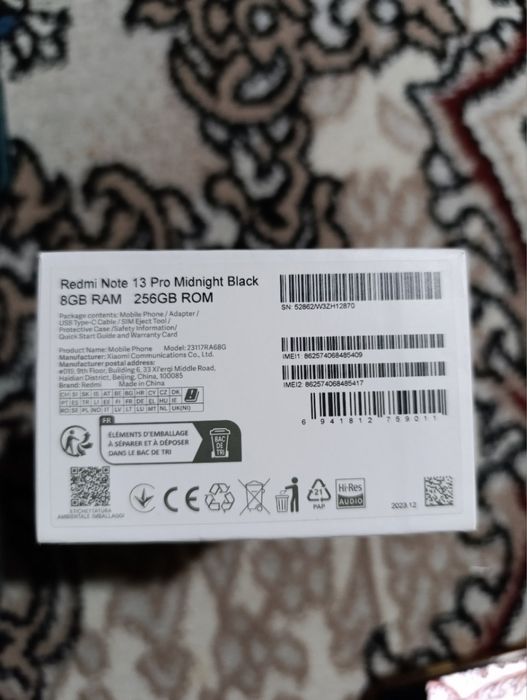 Redmi Note 13 Pro Midnight Black
8GB RAM 256GB ROM
Package contents: Mobile Phone / Adapter /
USB Type-C Cable / SIM Eject Tool /
Protective Case /Safety Information/
Quick Start Guide and Warranty Card
Product Name: Mobile Phone Model: 23117RA68G
Manufacturer: Xiaomi Communications Co., Ltd.
Manufacturer postal address:
#019, 9th Floor, Building 6, 33 Xi'erqi Middle Road,
Haidian District, Beijing, China, 100085
Brand: Redmi Made in China
SN: 52862/W3ZH12870
IMEI1 862574068485409
IMEI2 862574068485417
6 941812 759011
FR
ÉLÉMENTS D'EMBALLAGE
À SÉPARER ET À DÉPOSER
DANS LE BAC DE TRI
BAC
DE
TRI
ETICHETTATURA
AMBIENTALE IMBALLAGGI
CE
21
PAP
Hi-Res
AUDIO
2023.12